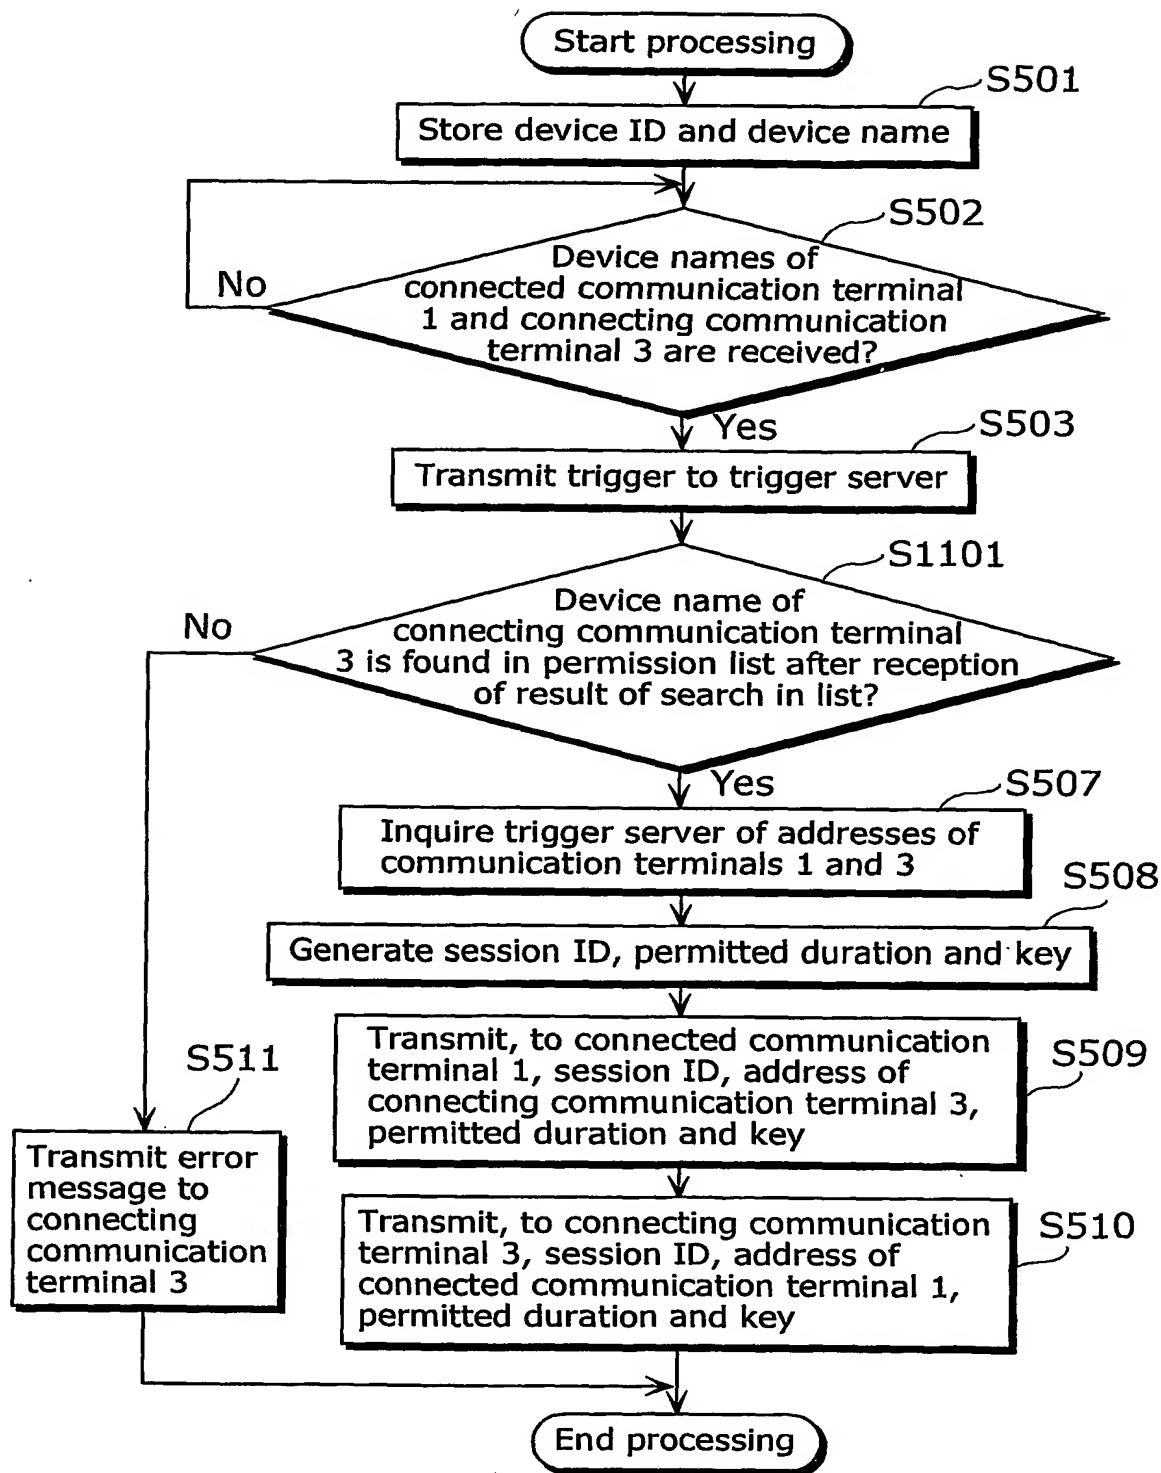 Start processing
S501
Store device ID and device name
S502
Device names of
connected communication terminal
1 and connecting communication
terminal 3 are received?
No
Yes
S503
Transmit trigger to trigger server
S1101
Device name of
connecting communication terminal
3 is found in permission list after reception
of result of search in list?
No
Yes
S507
Inquire trigger server of addresses of
communication terminals 1 and 3
S508
Generate session ID, permitted duration and key
S509
Transmit, to connected communication
terminal 1, session ID, address of
connecting communication terminal 3,
permitted duration and key
S511
Transmit error
message to
connecting
communication
terminal 3
S510
Transmit, to connecting communication
terminal 3, session ID, address of
connected communication terminal 1,
permitted duration and key
End processing